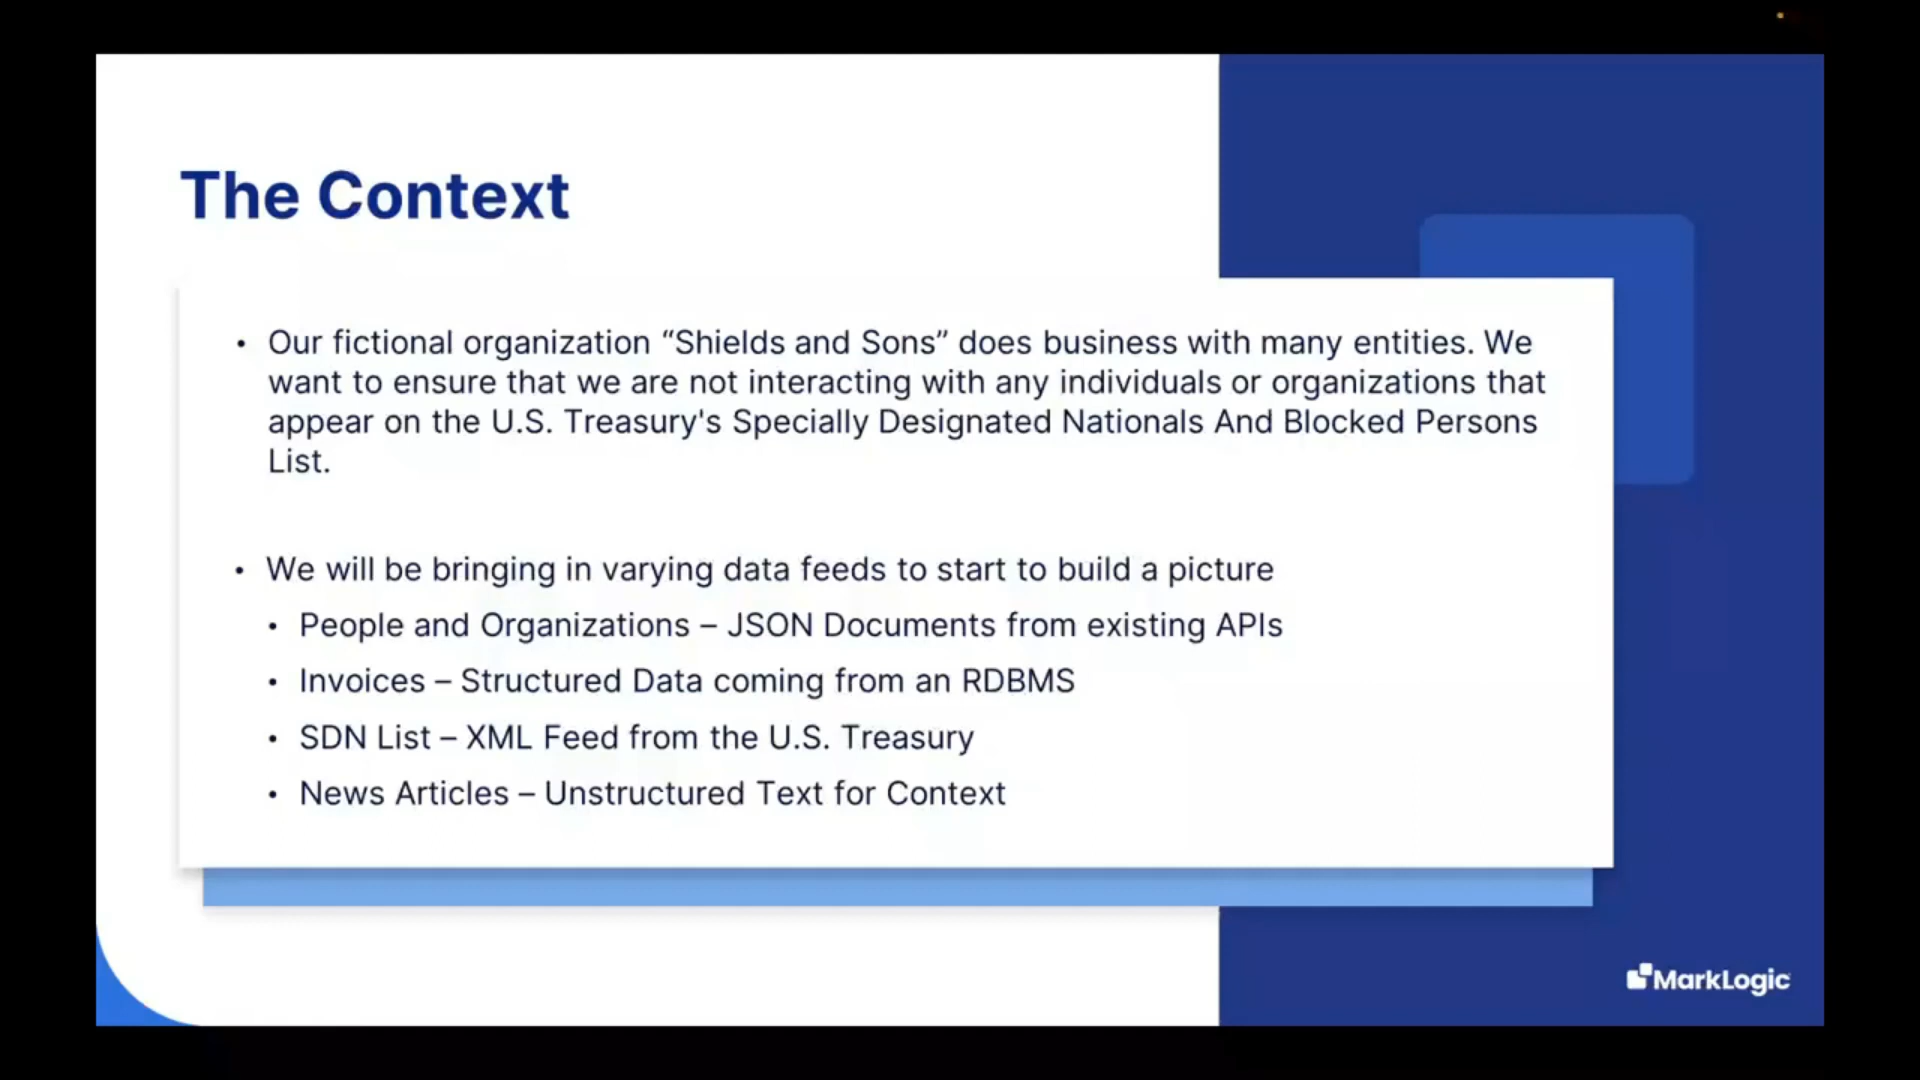 The Context
• Our fictional organization “Shields and Sons” does business with many entities. We
want to ensure that we are not interacting with any individuals or organizations that
appear on the U.S. Treasury's Specially Designated Nationals And Blocked Persons
List.
• We will be bringing in varying data feeds to start to build a picture
• People and Organizations – JSON Documents from existing APIs
• Invoices – Structured Data coming from an RDBMS
• SDN List – XML Feed from the U.S. Treasury
• News Articles – Unstructured Text for Context
MarkLogic